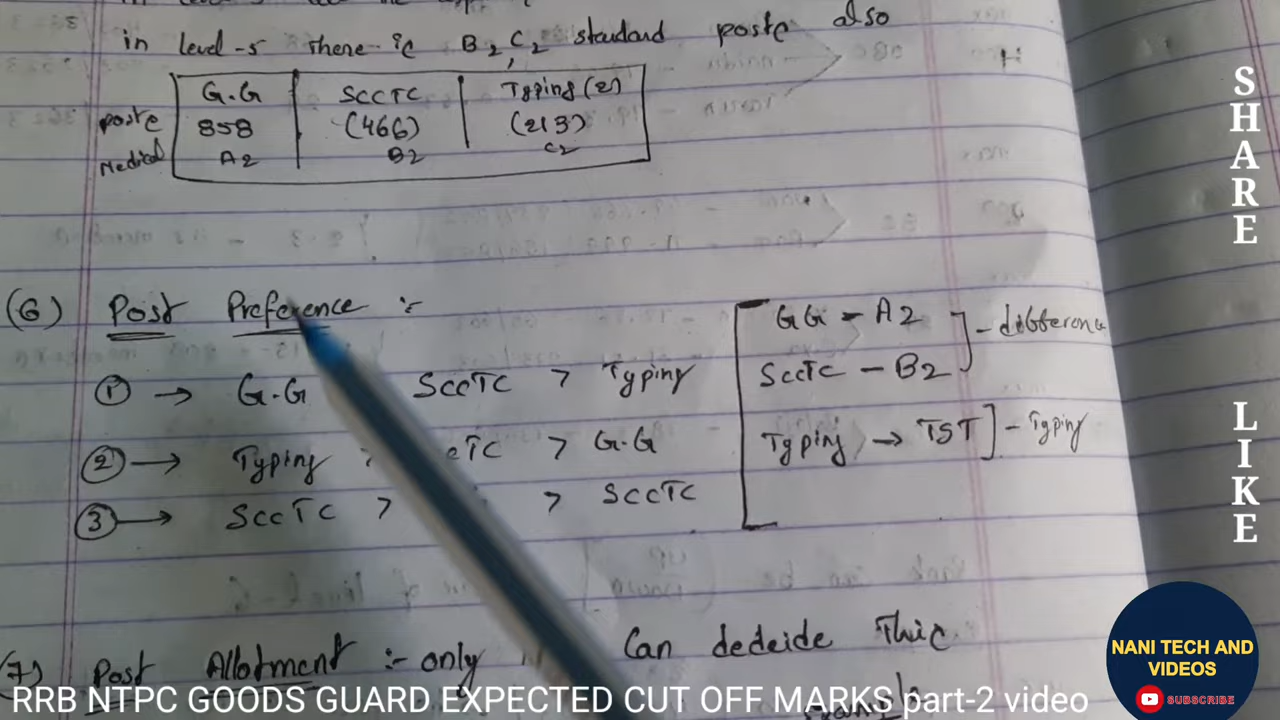 in level-5 there is B2, C2 standard posts also
G.G SCCTC Typing (2)
posts 858 (466) (213)
Medical A2 B2 C2
(6) Post Preference :-
① → G.G SCCTC > Typing
② → Typing > TC > G.G
③ → SCCTC > > SCCTC
GG - A2
SCCTC - B2
- difference
Typing → TST - Typing
(7) Post Allotment :- only can dedeide This
RRB NTPC GOODS GUARD EXPECTED CUT OFF MARKS part-2 video
SHARE
LIKE
NANI TECH AND
VIDEOS
SUBSCRIBE